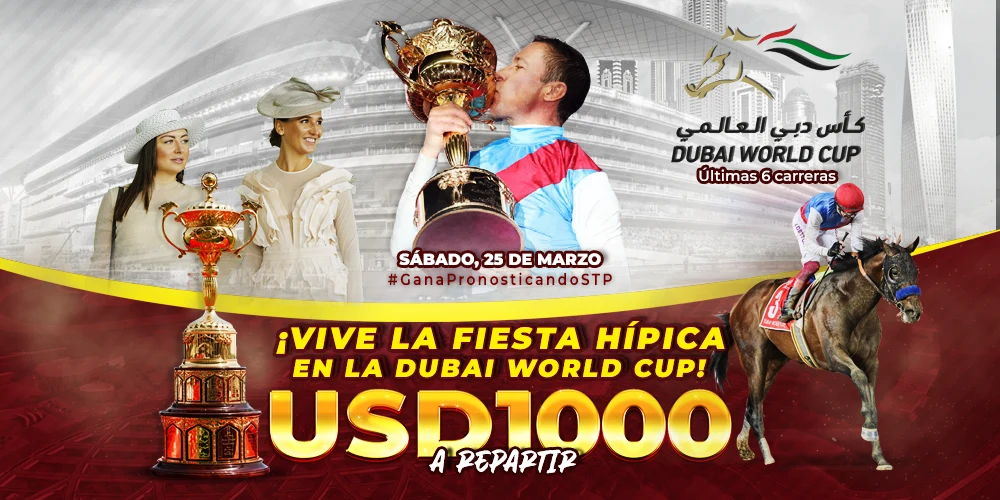 كأس دبي العالمي
DUBAI WORLD CUP
Últimas 6 carreras
SÁBADO, 25 DE MARZO
#GanaPronosticandoSTP
¡VIVE LA FIESTA HÍPICA
EN LA DUBAI WORLD CUP!
USD1000
A REPARTIR
3